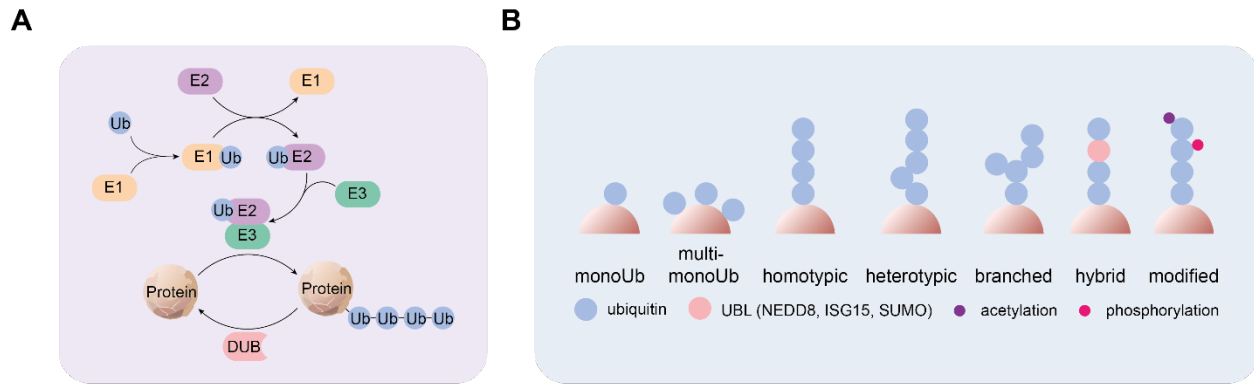 A
E2
E1
Ub
E1
Ub
Ub
E2
E1
E3
Ub
E2
E3
Protein
Protein
Ub-Ub-Ub-Ub
DUB
B
monoUb
multi-
monoUb
homotypic
heterotypic
branched
hybrid
modified
ubiquitin
UBL (NEDD8, ISG15, SUMO)
acetylation
phosphorylation